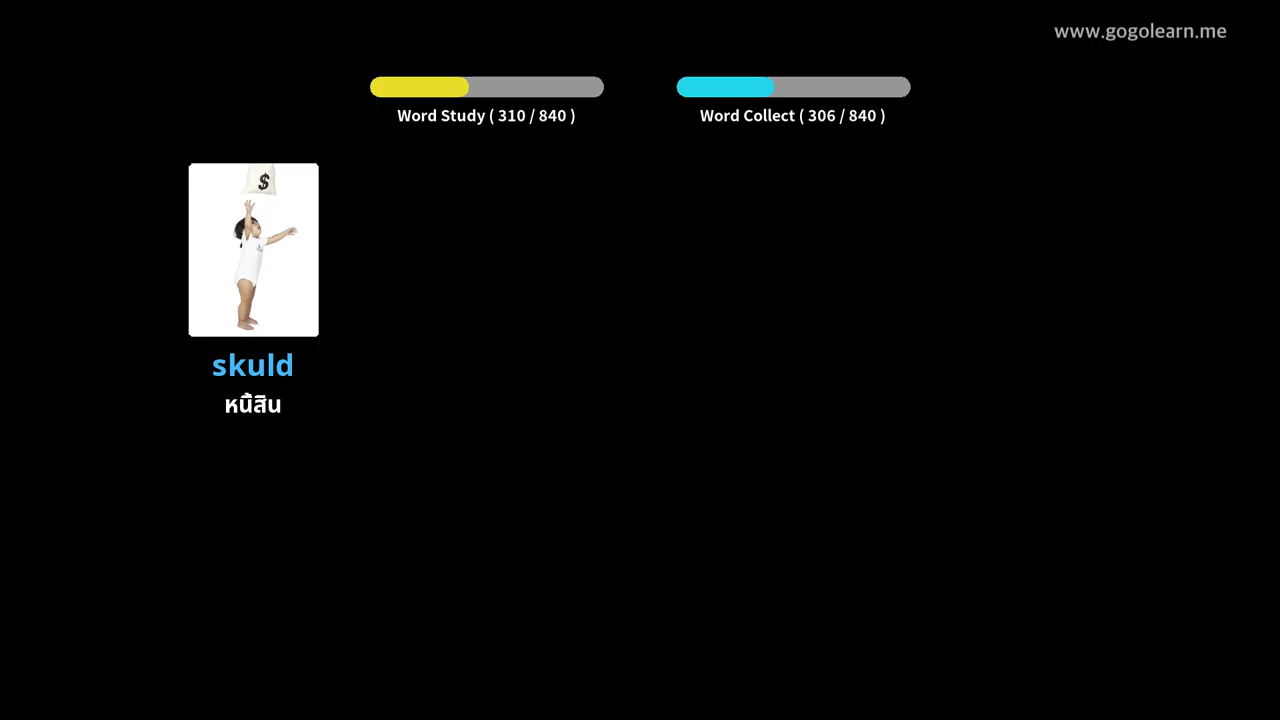 www.gogolearn.me
Word Study ( 310 / 840 )
Word Collect ( 306 / 840 )
$
skuld
หนี้สิน